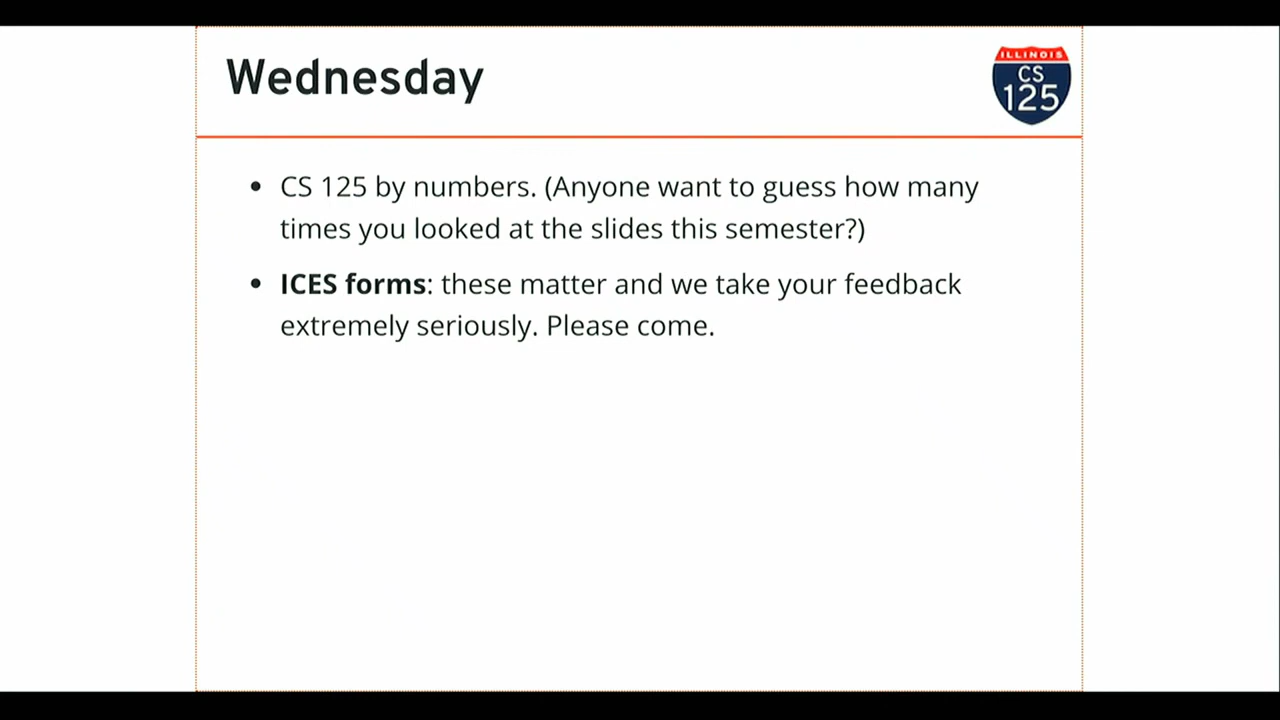 Wednesday
ILLINOIS
CS
125
• CS 125 by numbers. (Anyone want to guess how many
times you looked at the slides this semester?)
• ICES forms: these matter and we take your feedback
extremely seriously. Please come.